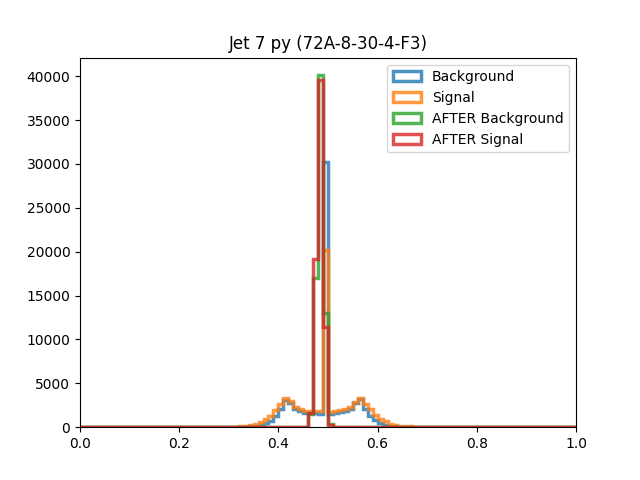 Jet 7 py (72A-8-30-4-F3)
Background
Signal
AFTER Background
AFTER Signal
40000
35000
30000
25000
20000
15000
10000
5000
0
0.0 0.2 0.4 0.6 0.8 1.0